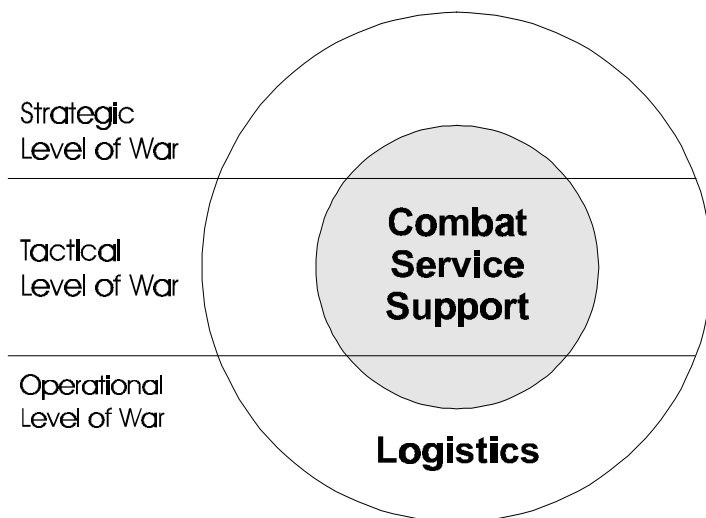 Strategic
Level of War
Combat
Service
Support
Tactical
Level of War
Operational
Level of War
Logistics